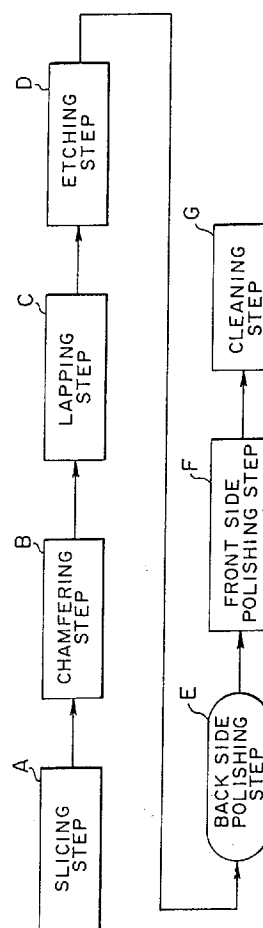 A
SLICING
STEP
B
CHAMFERING
STEP
C
LAPPING
STEP
D
ETCHING
STEP
E
BACK SIDE
POLISHING
STEP
F
FRONT SIDE
POLISHING STEP
G
CLEANING
STEP